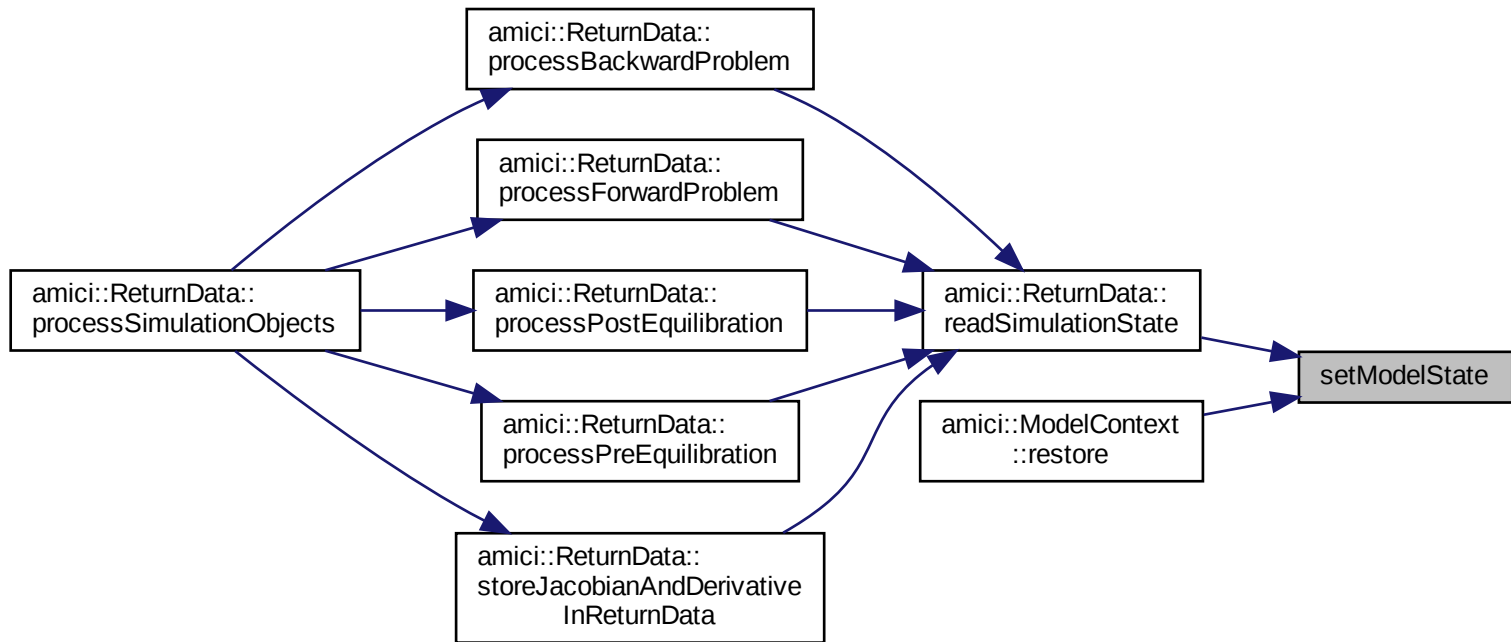 amici::ReturnData::
processBackwardProblem
amici::ReturnData::
processForwardProblem
amici::ReturnData::
processSimulationObjects
amici::ReturnData::
processPostEquilibration
amici::ReturnData::
readSimulationState
setModelState
amici::ReturnData::
processPreEquilibration
amici::ModelContext
::restore
amici::ReturnData::
storeJacobianAndDerivative
InReturnData